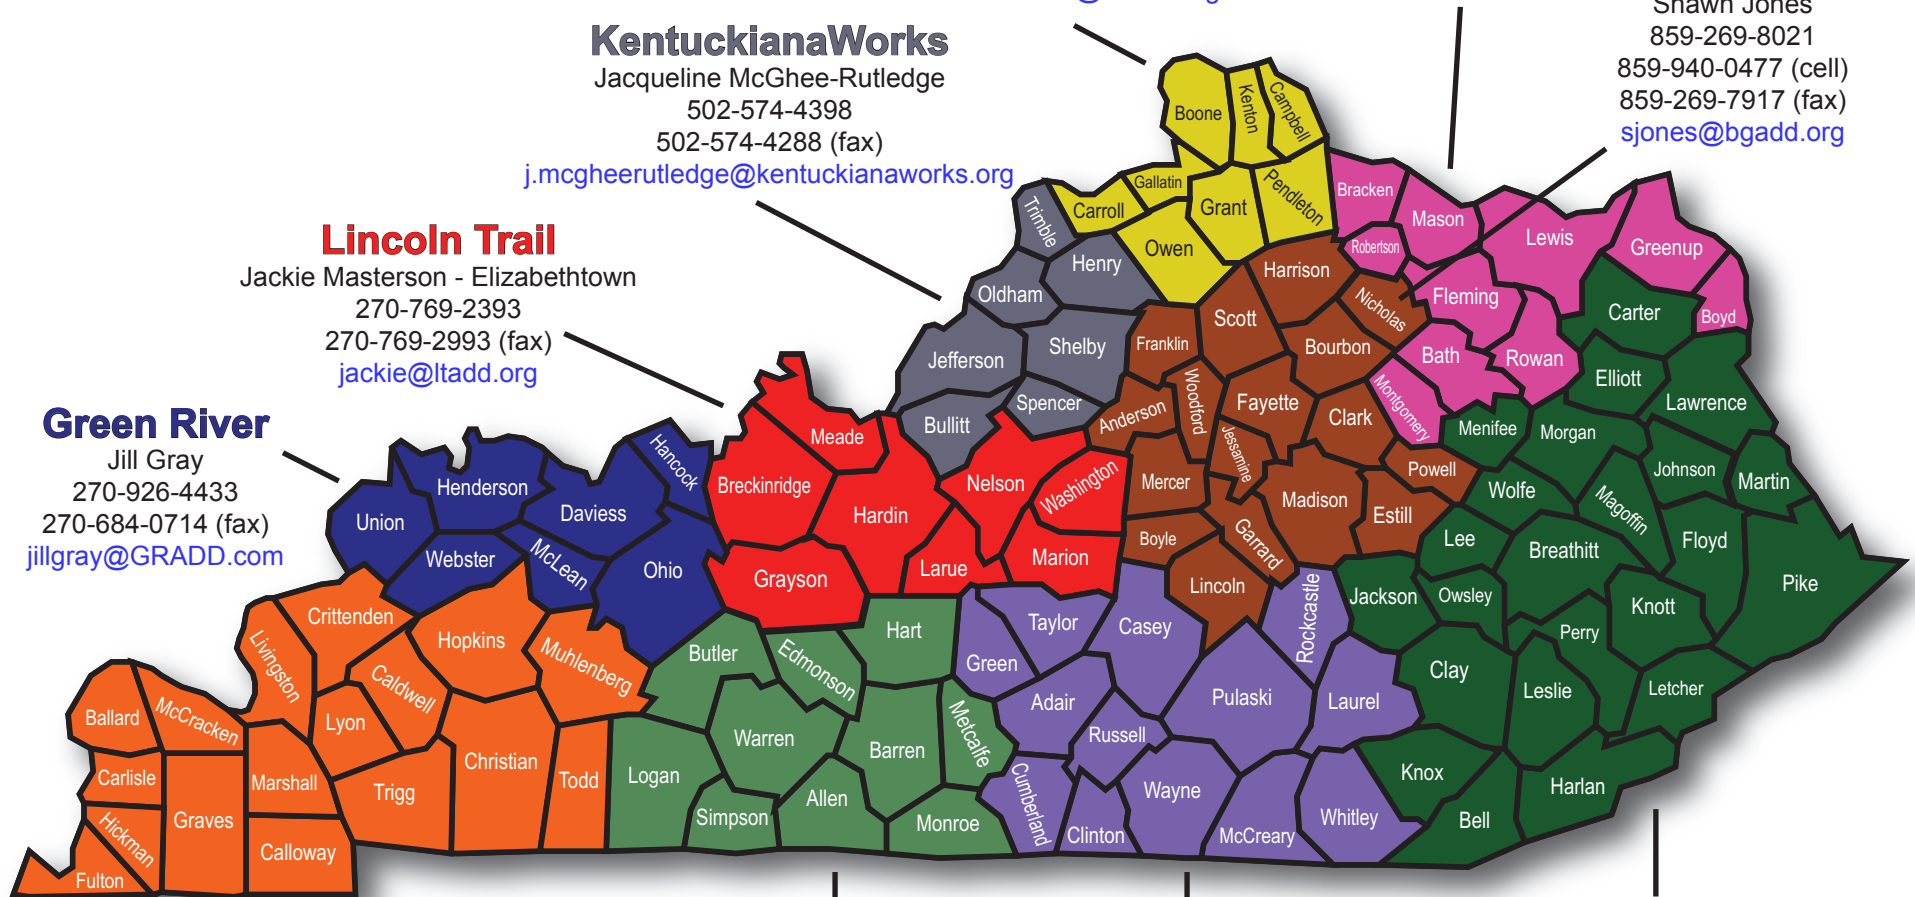 KentuckianaWorks
Jacqueline McGhee-Rutledge
502-574-4398
502-574-4288 (fax)
j.mcgheerutledge@kentuckianaworks.org
Shawn Jones
859-269-8021
859-940-0477 (cell)
859-269-7917 (fax)
sjones@bgadd.org
Lincoln Trail
Jackie Masterson - Elizabethtown
270-769-2393
270-769-2993 (fax)
jackie@ltadd.org
Green River
Jill Gray
270-926-4433
270-684-0714 (fax)
jillgray@GRADD.com
Boone
Kenton
Campbell
Gallatin
Carroll
Grant
Pendleton
Owen
Trimble
Henry
Oldham
Jefferson
Shelby
Spencer
Bullitt
Bracken
Mason
Robertson
Lewis
Greenup
Fleming
Boyd
Bath
Rowan
Montgomery
Harrison
Nicholas
Scott
Franklin
Bourbon
Woodford
Fayette
Clark
Anderson
Jessamine
Mercer
Madison
Powell
Estill
Boyle
Garrard
Lincoln
Carter
Elliott
Lawrence
Menifee
Morgan
Johnson
Martin
Wolfe
Magoffin
Lee
Breathitt
Floyd
Pike
Jackson
Owsley
Knott
Perry
Clay
Leslie
Letcher
Knox
Harlan
Bell
Meade
Breckinridge
Hardin
Nelson
Washington
Marion
Larue
Grayson
Hancock
Henderson
Union
Daviess
Webster
McLean
Ohio
Crittenden
Livingston
Hopkins
Caldwell
Muhlenberg
Lyon
Ballard
McCracken
Carlisle
Marshall
Trigg
Christian
Todd
Graves
Hickman
Calloway
Fulton
Butler
Edmonson
Hart
Warren
Barren
Metcalfe
Logan
Simpson
Allen
Monroe
Taylor
Green
Casey
Rockcastle
Adair
Pulaski
Laurel
Russell
Cumberland
Clinton
Wayne
McCreary
Whitley